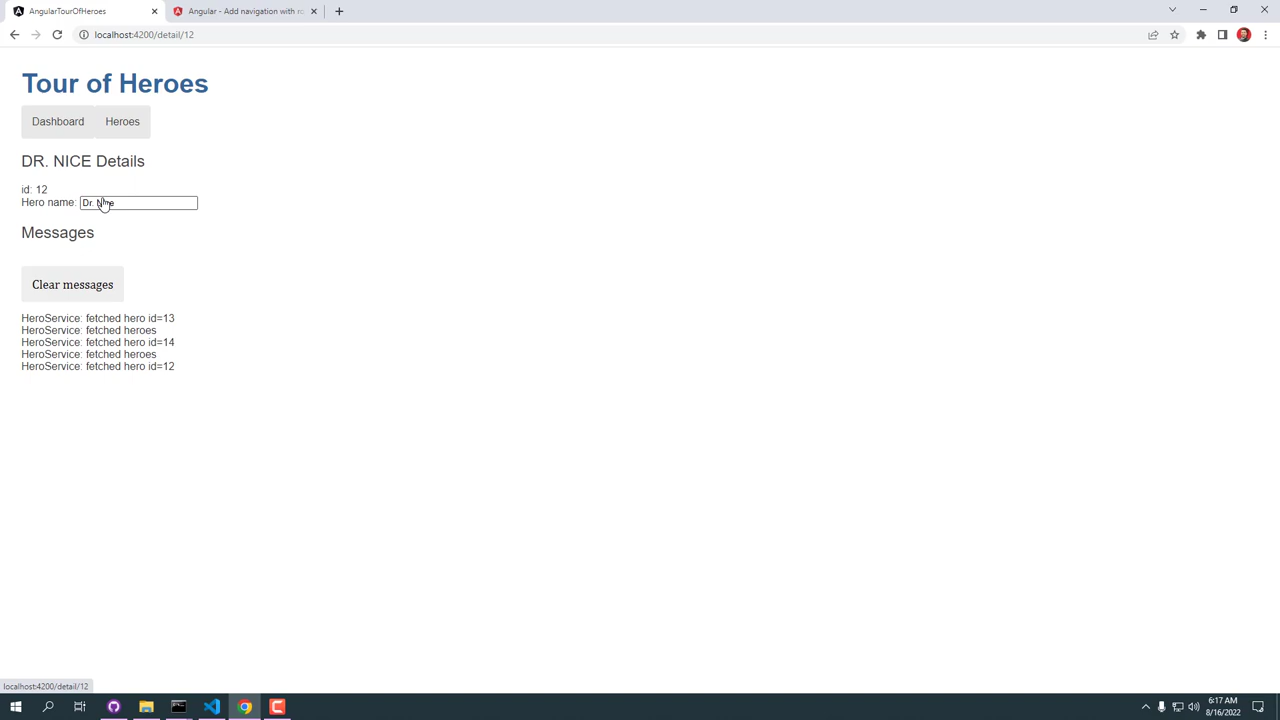 AngularTourOfHeroes
Angular - Add navigation with ro
localhost:4200/detail/12
Tour of Heroes
Dashboard Heroes
DR. NICE Details
id: 12
Hero name: Dr. Nice
Messages
Clear messages
HeroService: fetched hero id=13
HeroService: fetched heroes
HeroService: fetched hero id=14
HeroService: fetched heroes
HeroService: fetched hero id=12
localhost:4200/detail/12
6:17 AM
8/16/2022